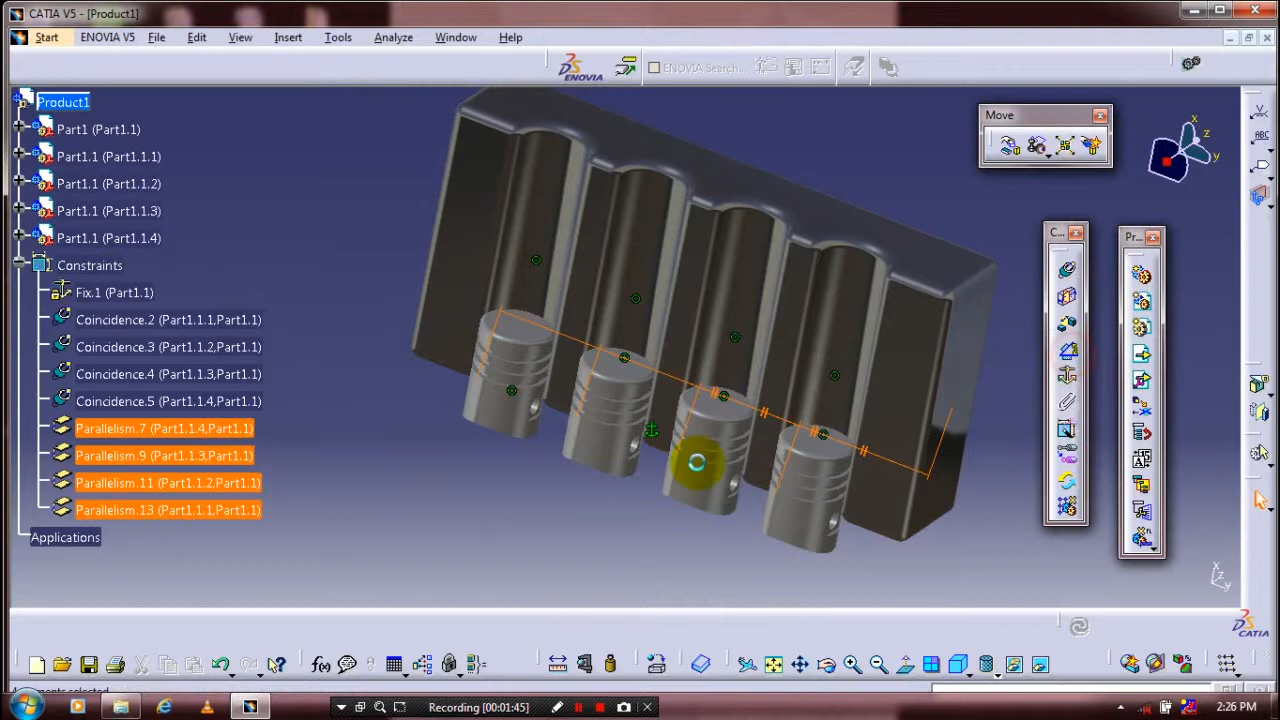 CATIA V5 - [Product1]
Start ENOVIA V5 File Edit View Insert Tools Analyze Window Help
ENOVIA ENOVIA Search...
Product1
Part1 (Part1.1)
Part1.1 (Part1.1.1)
Part1.1 (Part1.1.2)
Part1.1 (Part1.1.3)
Part1.1 (Part1.1.4)
Constraints
Fix.1 (Part1.1)
Coincidence.2 (Part1.1.1,Part1.1)
Coincidence.3 (Part1.1.2,Part1.1)
Coincidence.4 (Part1.1.3,Part1.1)
Coincidence.5 (Part1.1.4,Part1.1)
Parallelism.7 (Part1.1.4,Part1.1)
Parallelism.9 (Part1.1.3,Part1.1)
Parallelism.11 (Part1.1.2,Part1.1)
Parallelism.13 (Part1.1.1,Part1.1)
Applications
Move
x
z
y
C...
Pr...
ABC
x
z
y
CATIA
f(x)
Recording [00:01:45]
2:26 PM